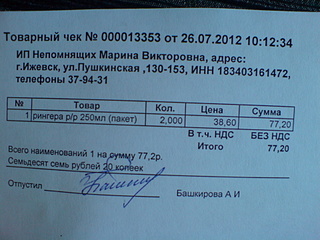 Товарный чек № 000013353 от 26.07.2012 10:12:34
ИП Непомнящих Марина Викторовна, адрес:
г.Ижевск, ул.Пушкинская ,130-153, ИНН 183403161472,
телефоны 37-94-31
№ Товар Кол. Цена Сумма
1 рингера р/р 250мл (пакет) 2,000 38,60 77,20
В т.ч. НДС БЕЗ НДС
Итого 77,20
Всего наименований 1 на сумму 77,2р.
Семьдесят семь рублей 20 копеек
Отпустил Башкирова А И